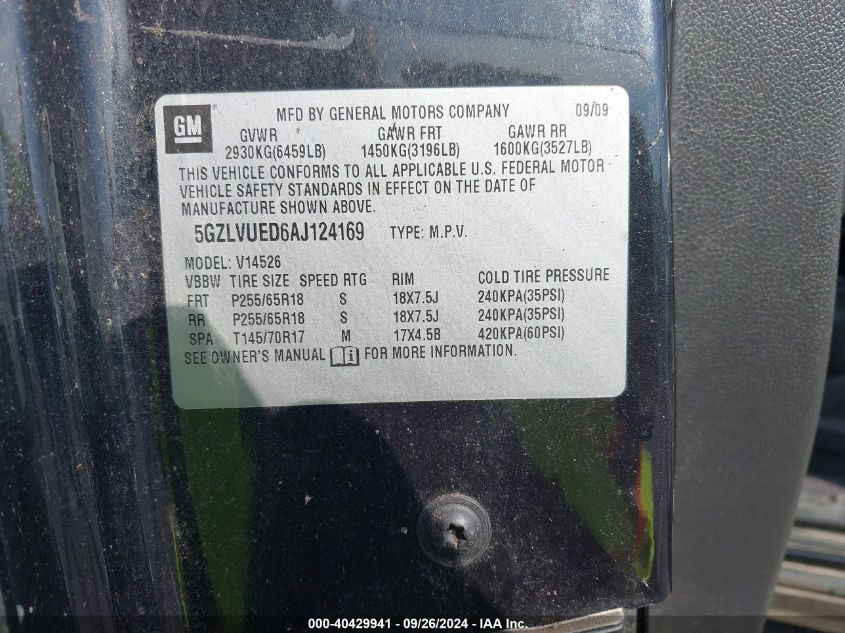 GM
MFD BY GENERAL MOTORS COMPANY 09/09
GVWR GAWR FRT GAWR RR
2930KG(6459LB) 1450KG(3196LB) 1600KG(3527LB)
THIS VEHICLE CONFORMS TO ALL APPLICABLE U.S. FEDERAL MOTOR
VEHICLE SAFETY STANDARDS IN EFFECT ON THE DATE OF
MANUFACTURE SHOWN ABOVE.
5GZLVUED6AJ124169 TYPE: M.P.V.
MODEL: V14526
VBBW TIRE SIZE SPEED RTG RIM COLD TIRE PRESSURE
FRT P255/65R18 S 18X7.5J 240KPA(35PSI)
RR P255/65R18 S 18X7.5J 240KPA(35PSI)
SPA T145/70R17 M 17X4.5B 420KPA(60PSI)
SEE OWNER'S MANUAL FOR MORE INFORMATION.
000-40429941 - 09/26/2024 - IAA Inc.